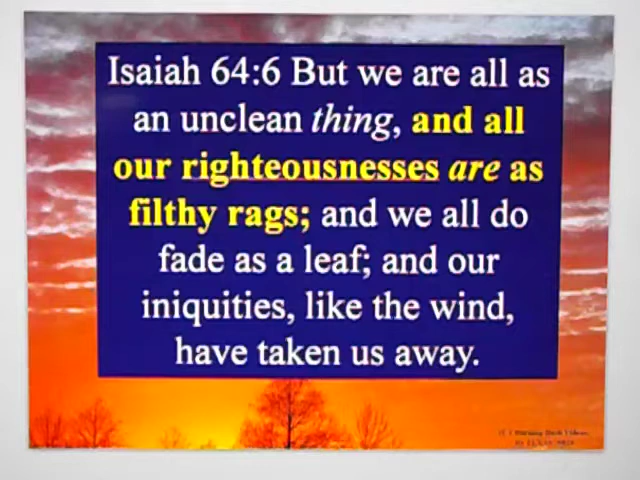 Isaiah 64:6 But we are all as
an unclean thing, and all
our righteousnesses are as
filthy rags; and we all do
fade as a leaf; and our
iniquities, like the wind,
have taken us away.